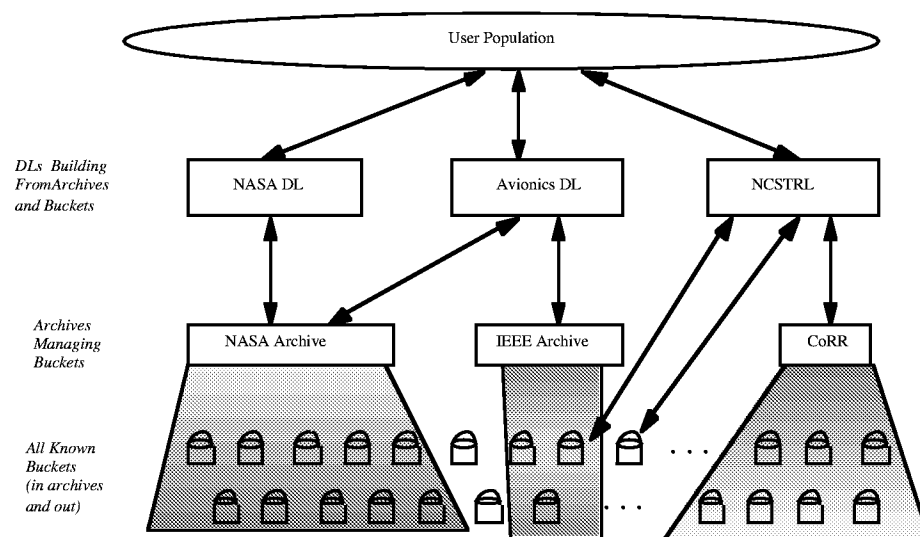 User Population
DLs Building
FromArchives
and Buckets
NASA DL
Avionics DL
NCSTRL
Archives
Managing
Buckets
NASA Archive
IEEE Archive
CoRR
All Known
Buckets
(in archives
and out)
. . .
. . .